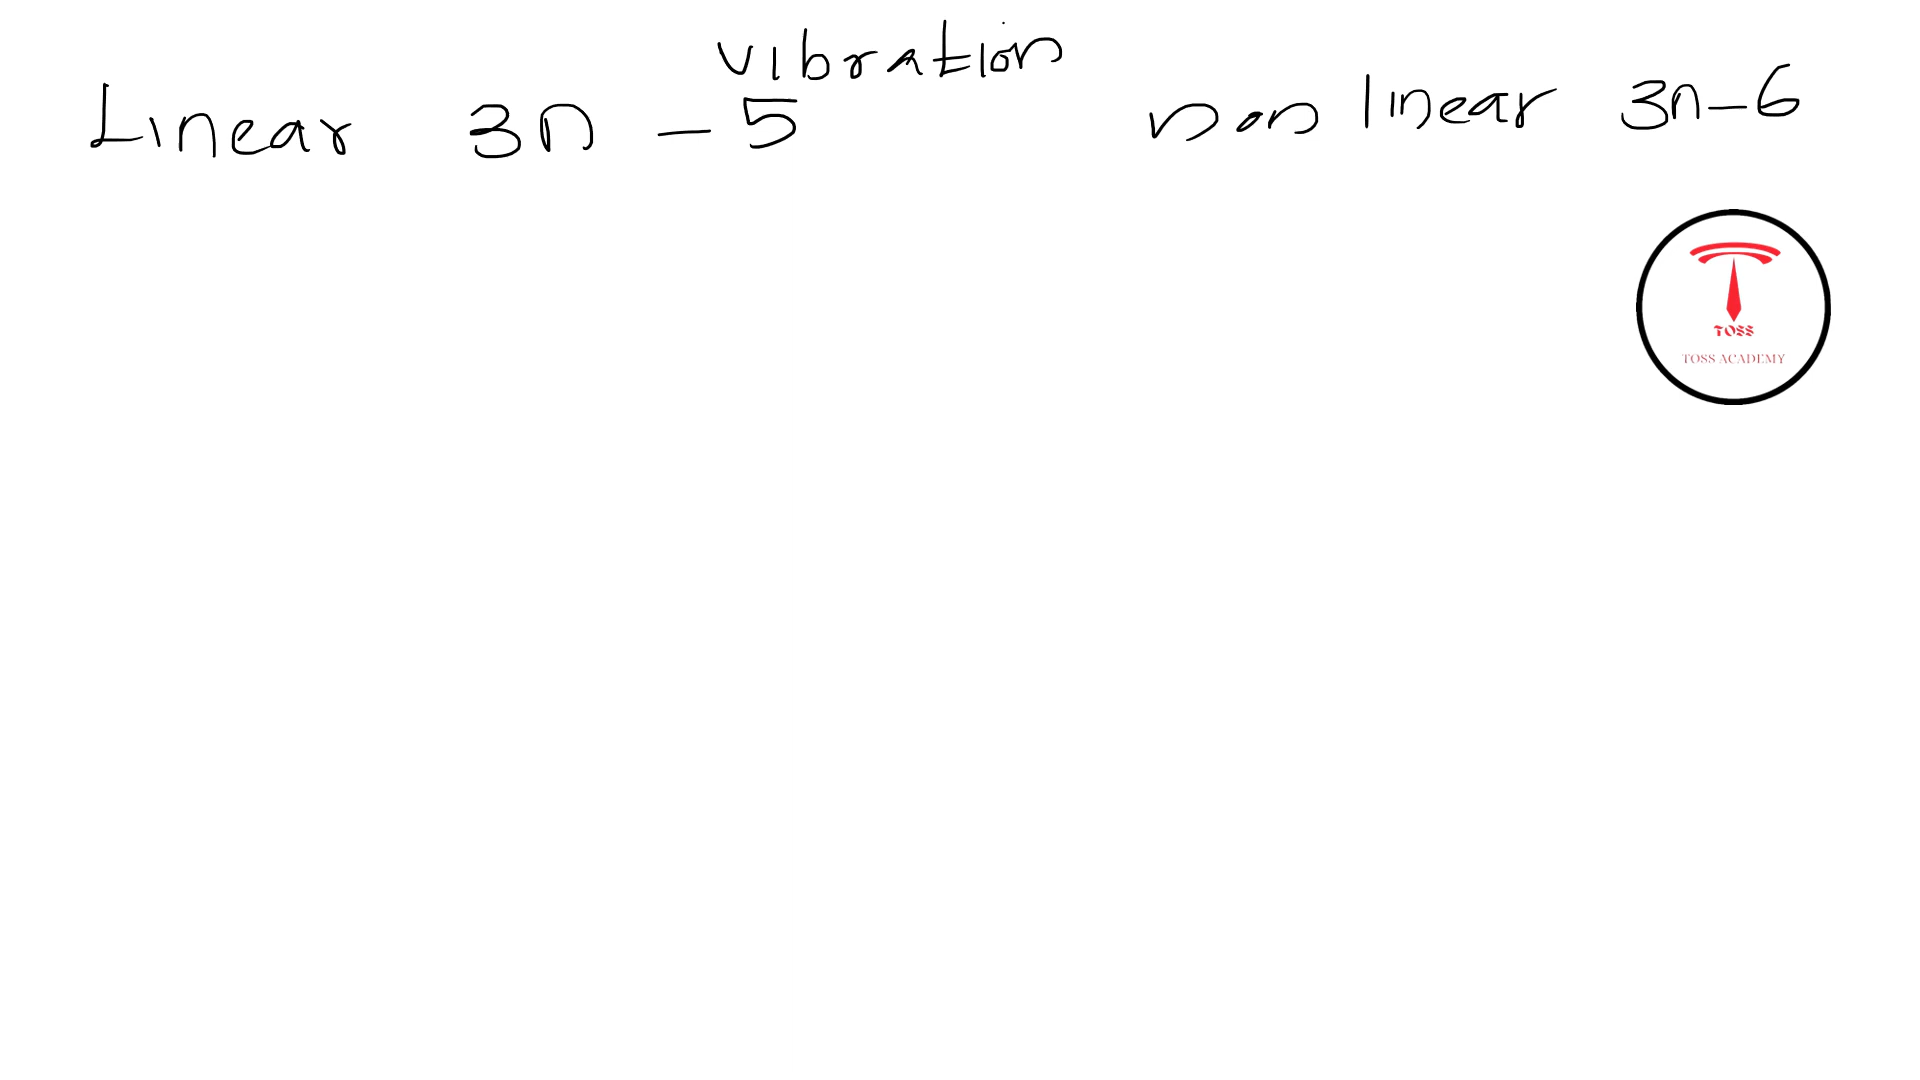 vibration
Linear 3n - 5
non linear 3n-6
TOSS
TOSS ACADEMY